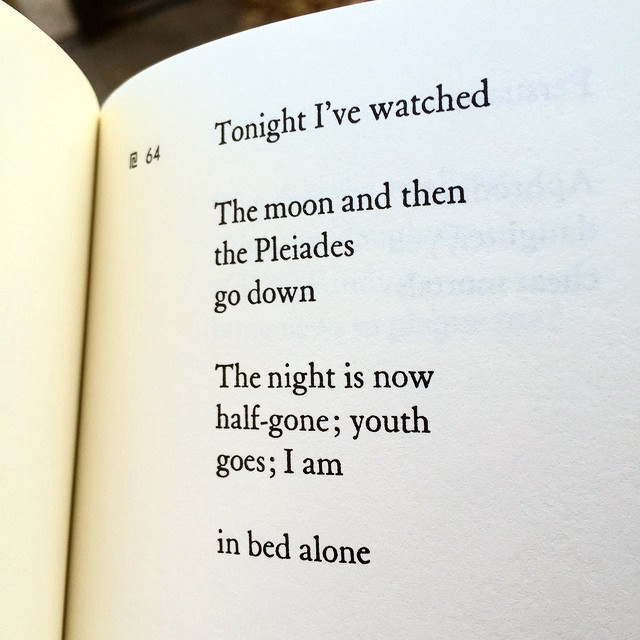 Tonight I've watched
64
The moon and then
the Pleiades
go down
The night is now
half-gone; youth
goes; I am
in bed alone